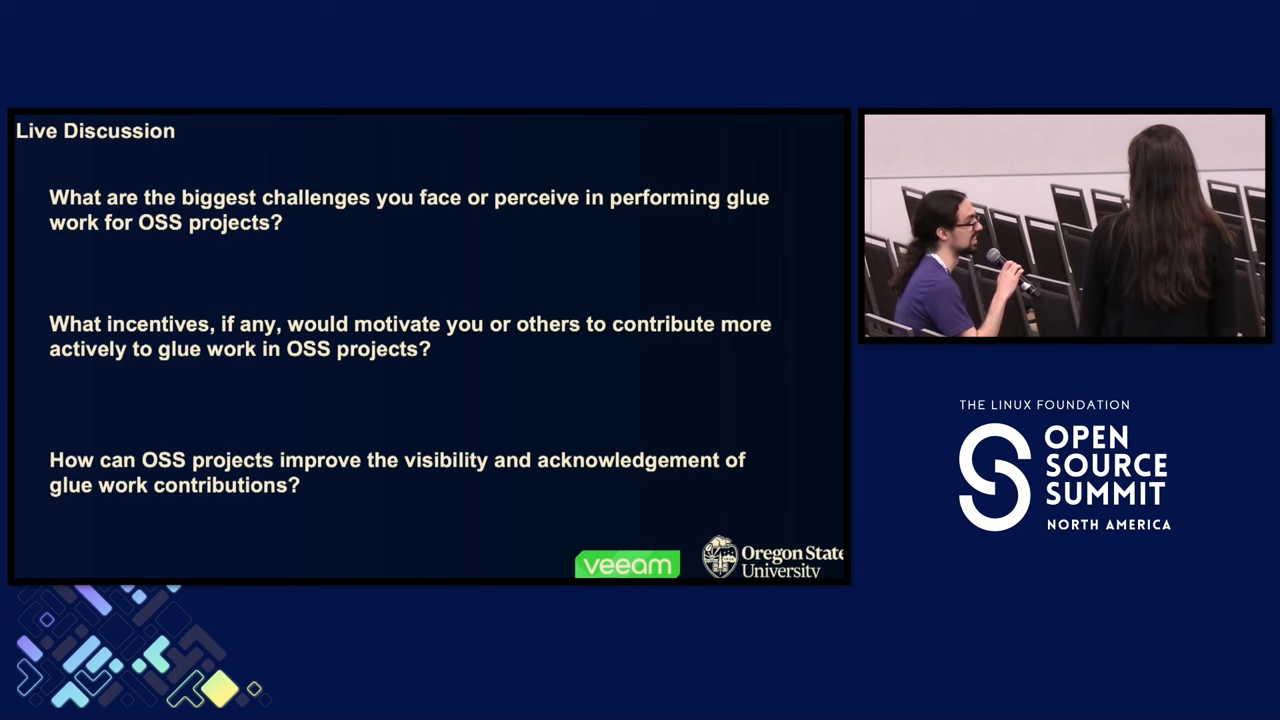 Live Discussion
What are the biggest challenges you face or perceive in performing glue
work for OSS projects?
What incentives, if any, would motivate you or others to contribute more
actively to glue work in OSS projects?
How can OSS projects improve the visibility and acknowledgement of
glue work contributions?
veeam
Oregon State
University
THE LINUX FOUNDATION
OPEN
SOURCE
SUMMIT
NORTH AMERICA